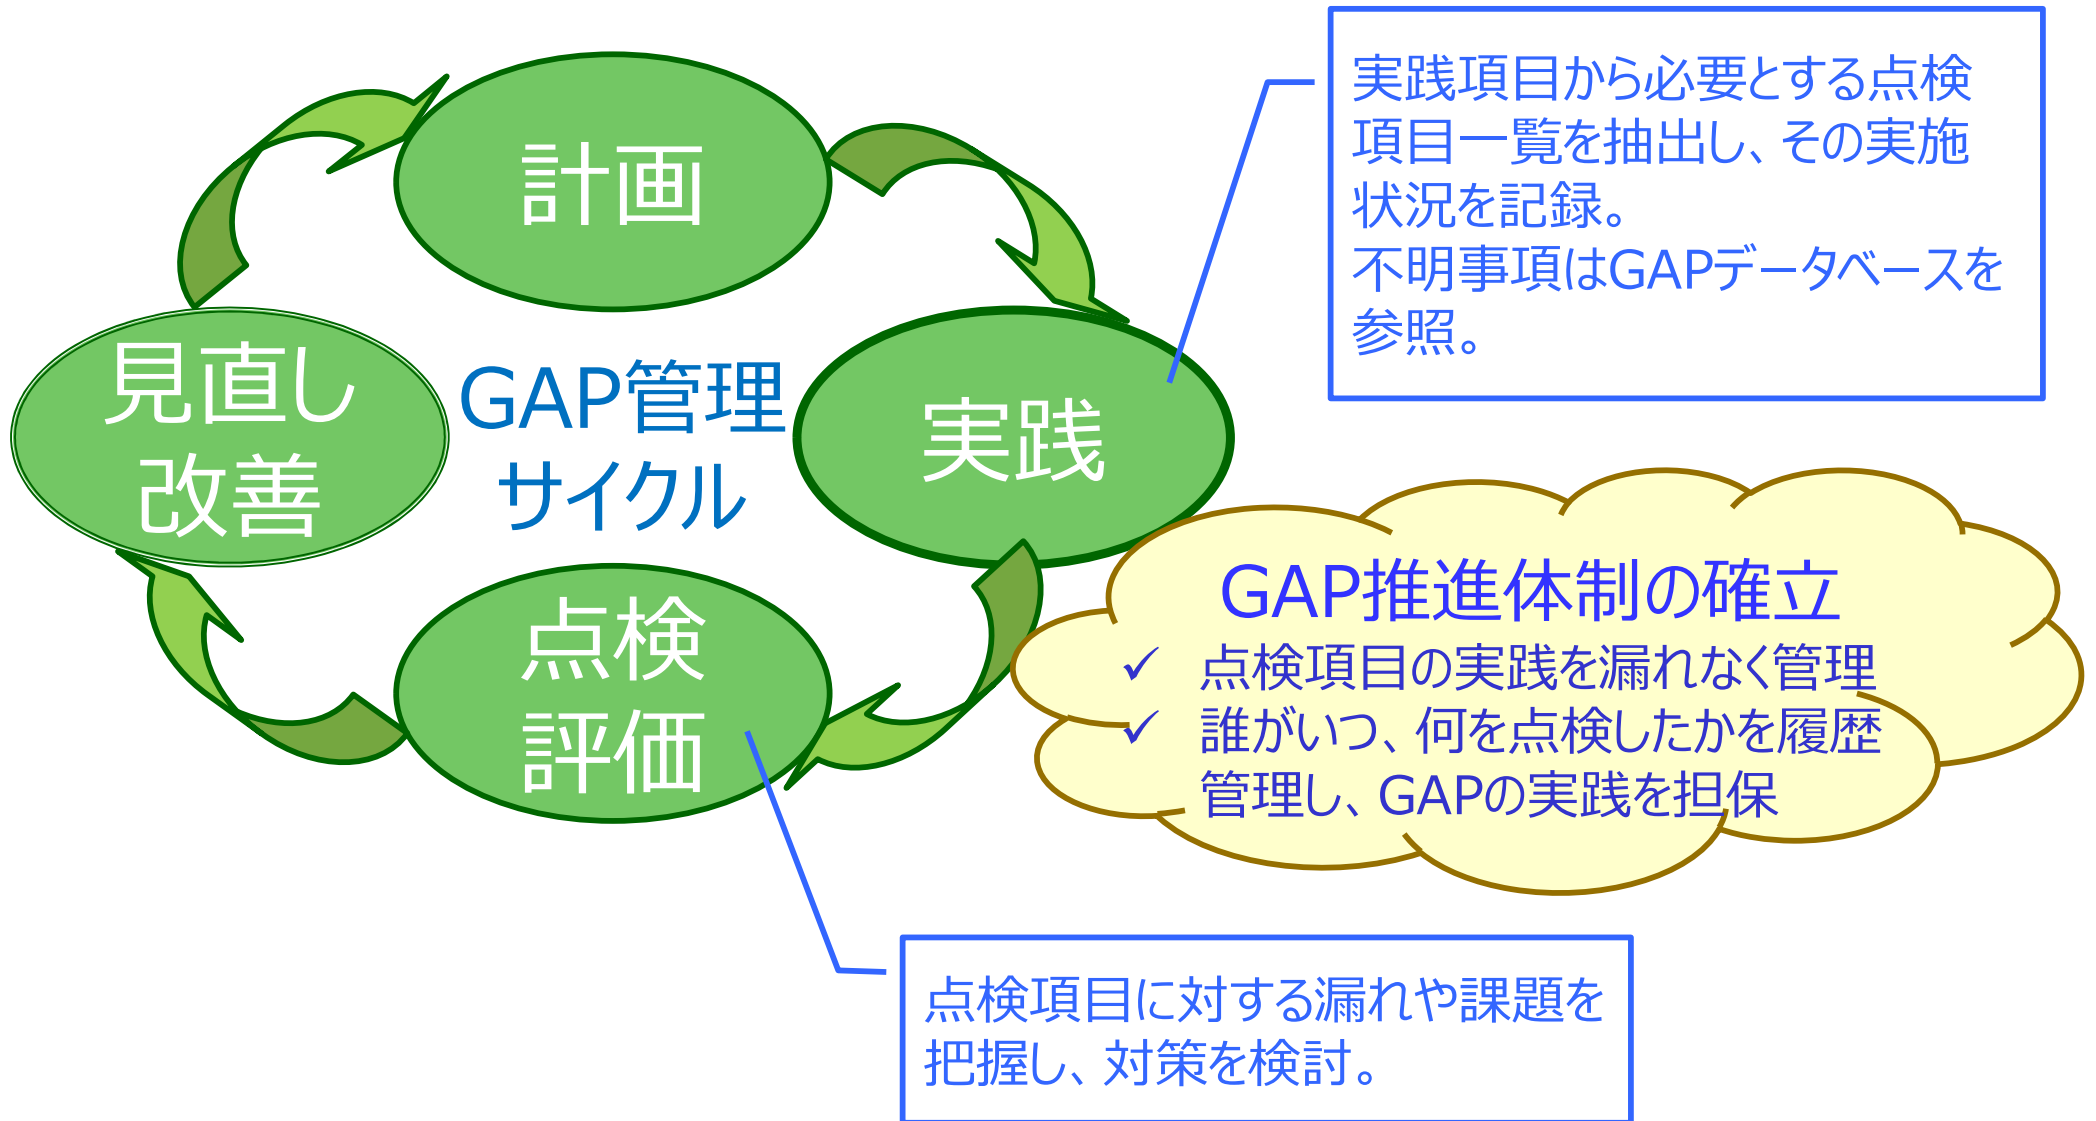 計画
実践
点検
評価
見直し
改善
GAP管理
サイクル
実践項目から必要とする点検
項目一覧を抽出し、その実施
状況を記録。
不明事項はGAPデータベースを
参照。
GAP推進体制の確立
✓ 点検項目の実践を漏れなく管理
✓ 誰がいつ、何を点検したかを履歴
管理し、GAPの実践を担保
点検項目に対する漏れや課題を
把握し、対策を検討。